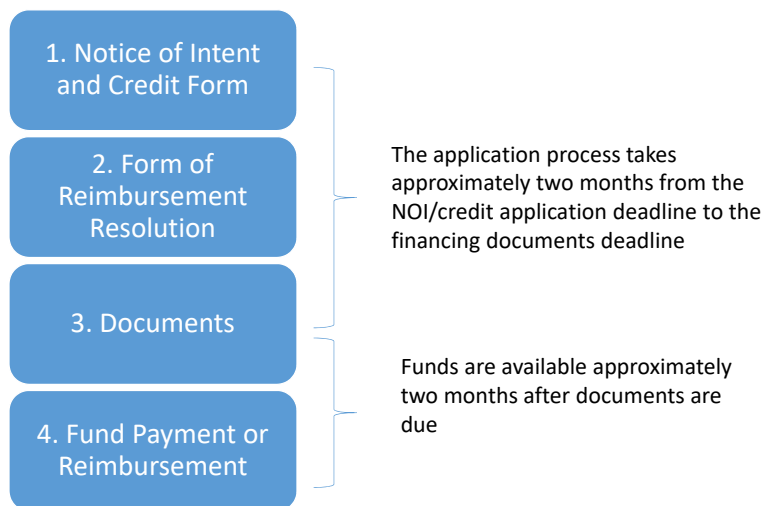 1. Notice of Intent
and Credit Form
2. Form of
Reimbursement
Resolution
The application process takes
approximately two months from the
NOI/credit application deadline to the
financing documents deadline
3. Documents
Funds are available approximately
two months after documents are
due
4. Fund Payment or
Reimbursement